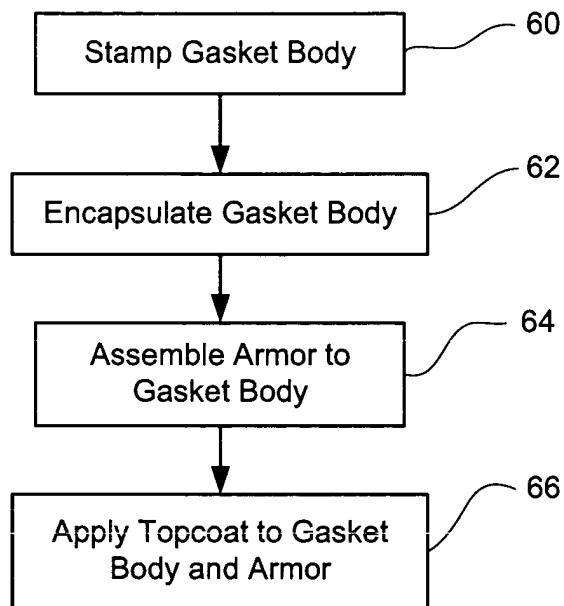 Stamp Gasket Body
60
Encapsulate Gasket Body
62
Assemble Armor to
Gasket Body
64
Apply Topcoat to Gasket
Body and Armor
66